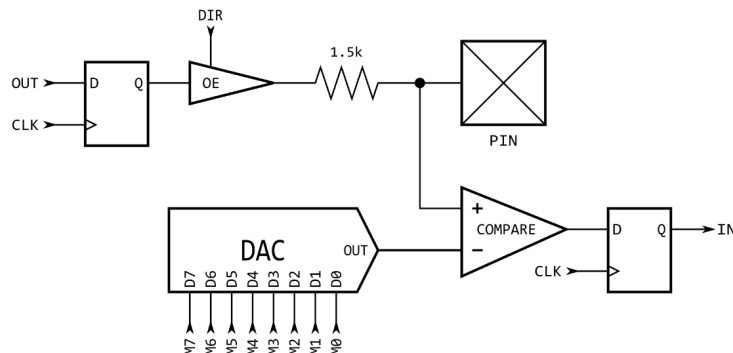 DIR
1.5k
OUT
D
Q
OE
CLK
PIN
+
COMPARE
−
DAC
OUT
D7 D6 D5 D4 D3 D2 D1 D0
D
Q
IN
CLK
M7 M6 M5 M4 M3 M2 M1 M0